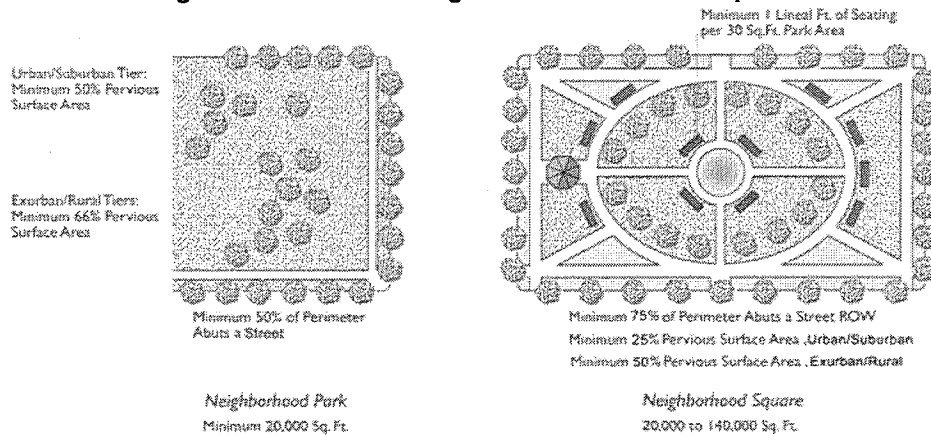 Minimum 1 Lineal Ft. of Seating
per 30 Sq.Ft. Park Area
Urban/Suburban Tier:
Minimum 50% Pervious
Surface Area
Exurban/Rural Tiers:
Minimum 66% Pervious
Surface Area
Minimum 50% of Perimeter
Abuts a Street
Neighborhood Park
Minimum 20,000 Sq. Ft.
Minimum 75% of Perimeter Abuts a Street ROW
Minimum 25% Pervious Surface Area , Urban/Suburban
Minimum 50% Pervious Surface Area , Exurban/Rural
Neighborhood Square
20,000 to 140,000 Sq. Ft.